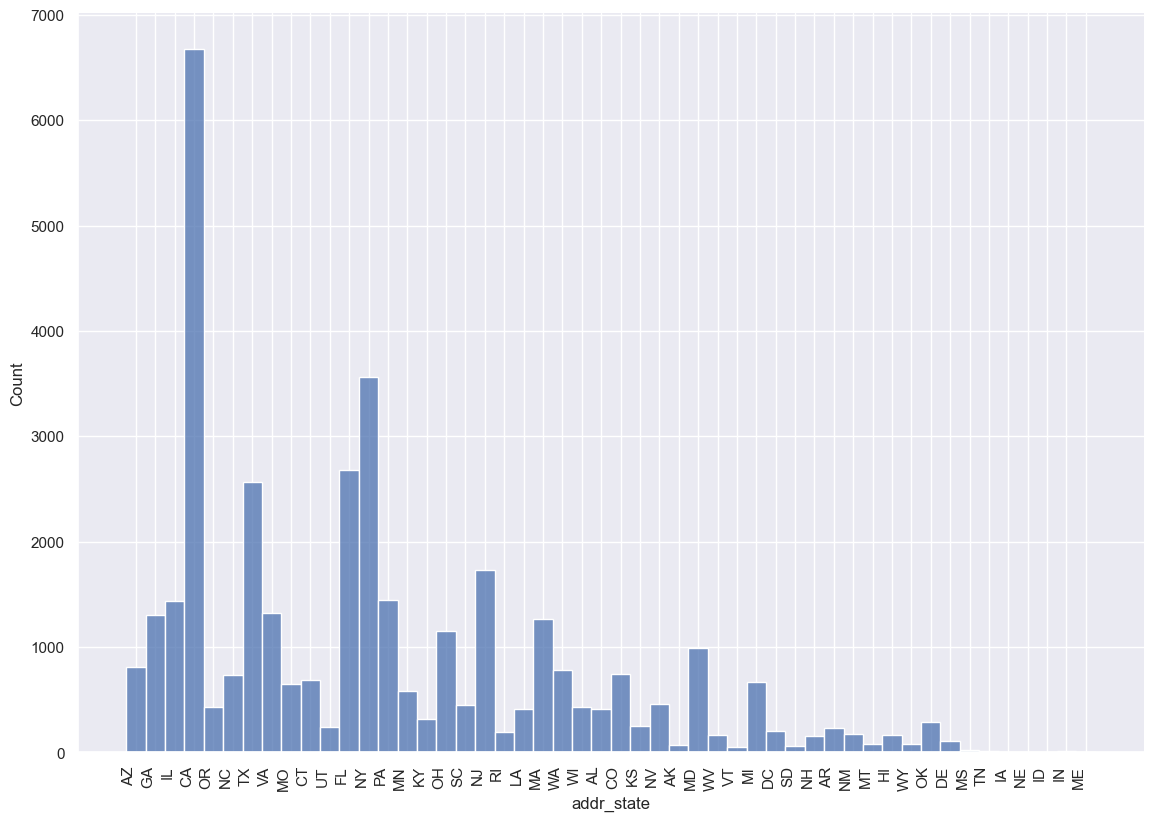 7000
6000
5000
4000
3000
2000
1000
0
Count
AZ GA IL CA OR NC TX VA MO CT UT FL NY PA MN KY OH SC NJ RI LA MA WA WI AL CO KS NV AK MD WV VT MI DC SD NH AR NM MT HI WY OK DE MS TN IA NE ID IN ME
addr_state